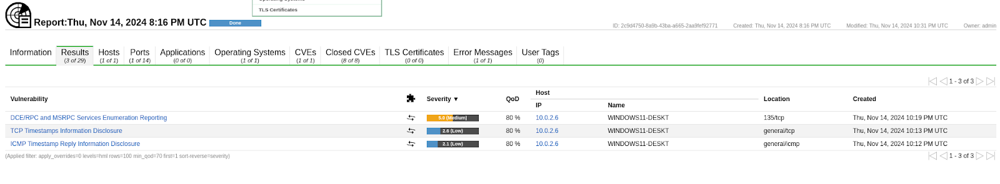 TLS Certificates
Report:Thu, Nov 14, 2024 8:16 PM UTC Done
ID: 2c9d4750-8a9b-43ba-a665-2aa9fef92771 Created: Thu, Nov 14, 2024 8:16 PM UTC Modified: Thu, Nov 14, 2024 10:31 PM UTC Owner: admin
Information Results Hosts Ports Applications Operating Systems CVEs Closed CVEs TLS Certificates Error Messages User Tags
(3 of 29) (1 of 1) (1 of 14) (0 of 0) (1 of 1) (1 of 1) (8 of 8) (0 of 0) (1 of 1) (0)
1 - 3 of 3
Vulnerability Severity ▼ QoD Host Location Created
IP Name
DCE/RPC and MSRPC Services Enumeration Reporting 5.0 (Medium) 80 % 10.0.2.6 WINDOWS11-DESKT 135/tcp Thu, Nov 14, 2024 10:19 PM UTC
TCP Timestamps Information Disclosure 2.6 (Low) 80 % 10.0.2.6 WINDOWS11-DESKT general/tcp Thu, Nov 14, 2024 10:13 PM UTC
ICMP Timestamp Reply Information Disclosure 2.1 (Low) 80 % 10.0.2.6 WINDOWS11-DESKT general/icmp Thu, Nov 14, 2024 10:12 PM UTC
(Applied filter: apply_overrides=0 levels=hml rows=100 min_qod=70 first=1 sort-reverse=severity) 1 - 3 of 3